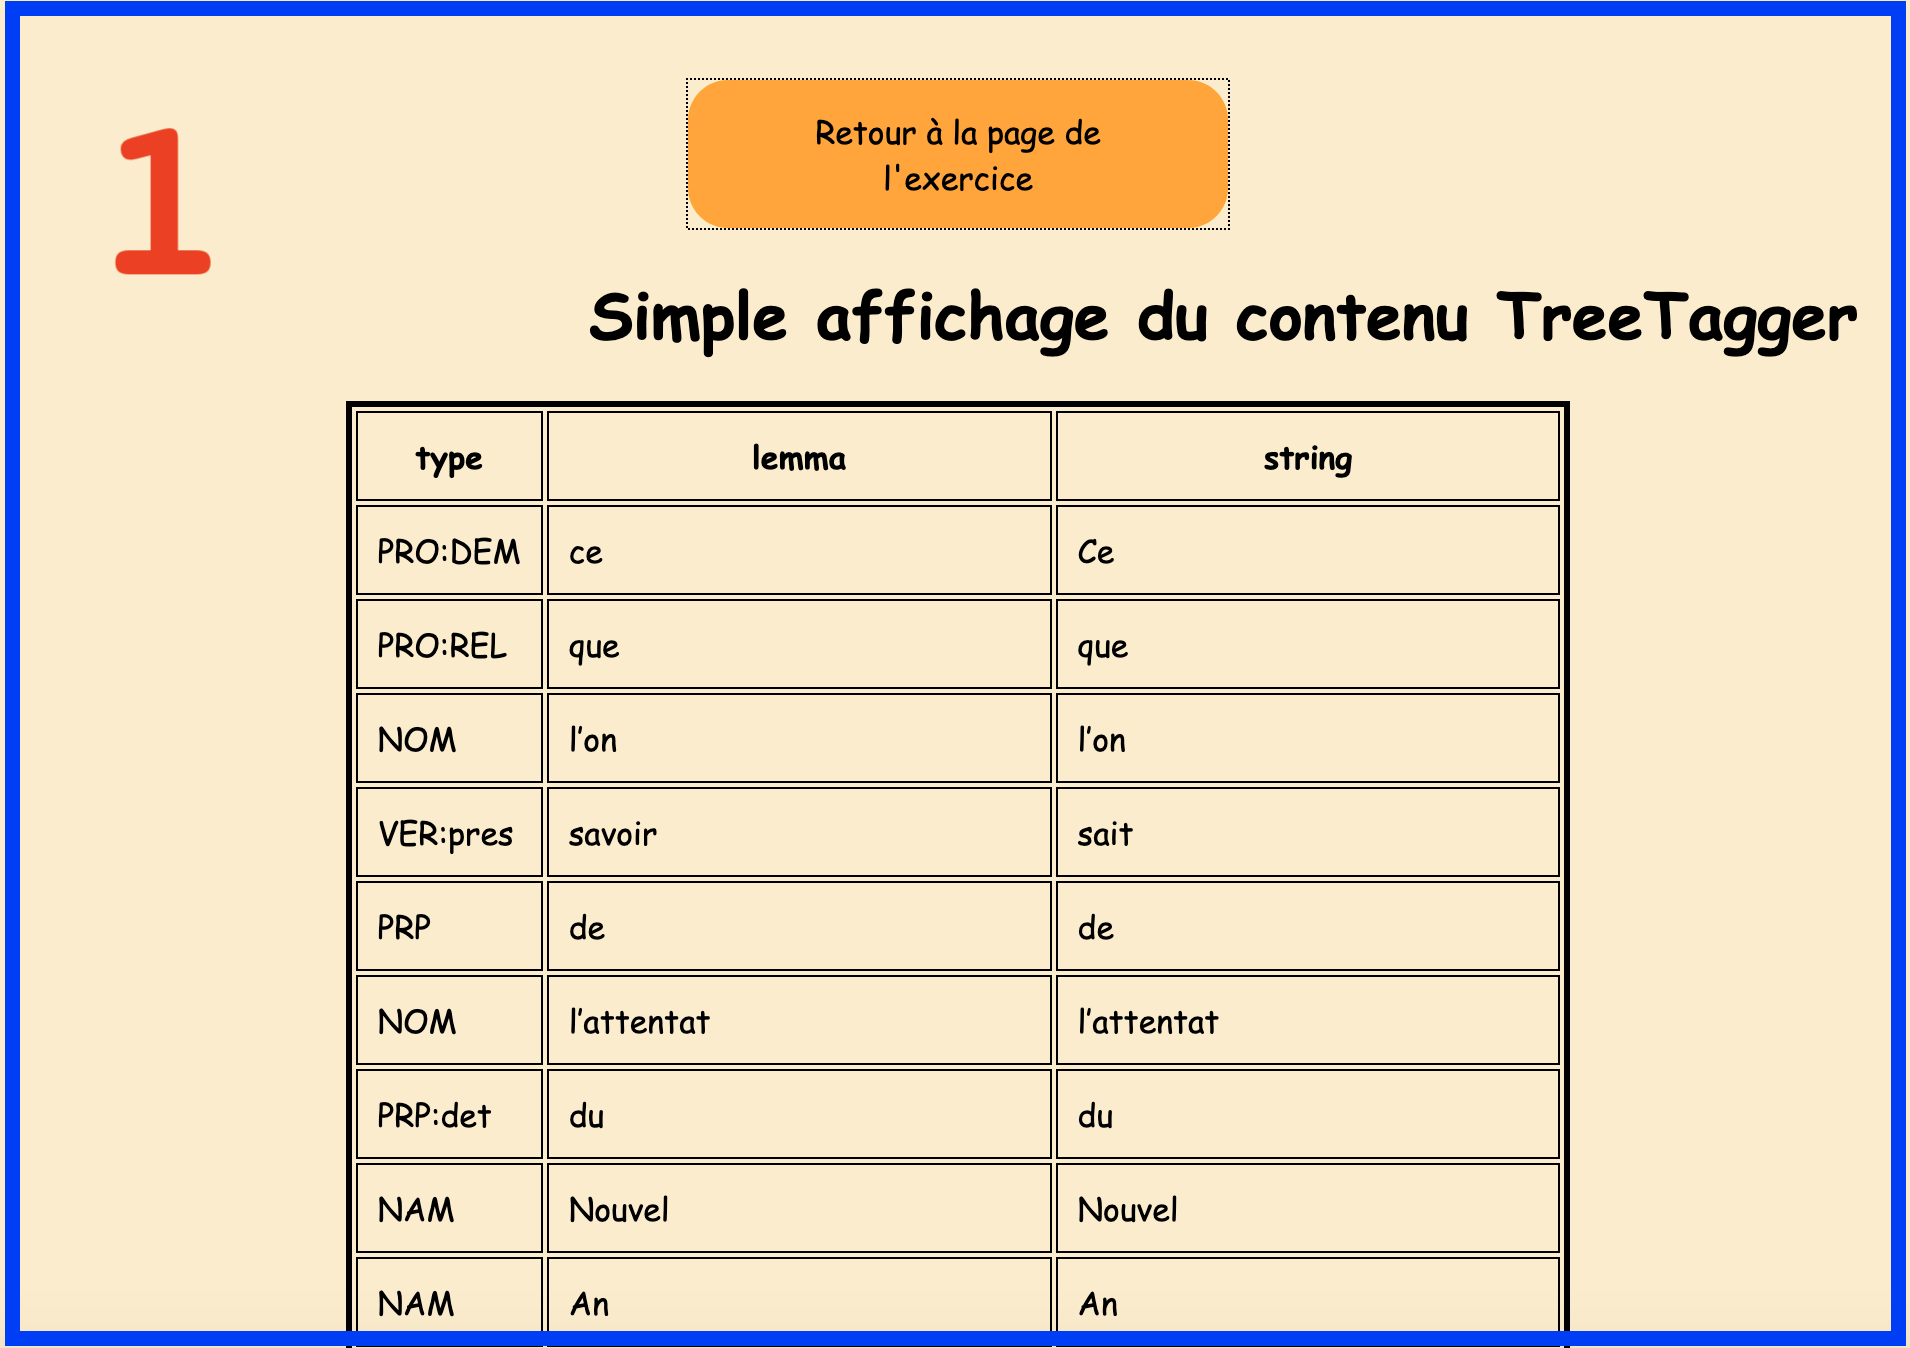 1
Retour à la page de
l'exercice
Simple affichage du contenu TreeTagger
type lemma string
PRO:DEM ce Ce
PRO:REL que que
NOM l’on l’on
VER:pres savoir sait
PRP de de
NOM l’attentat l’attentat
PRP:det du du
NAM Nouvel Nouvel
NAM An An